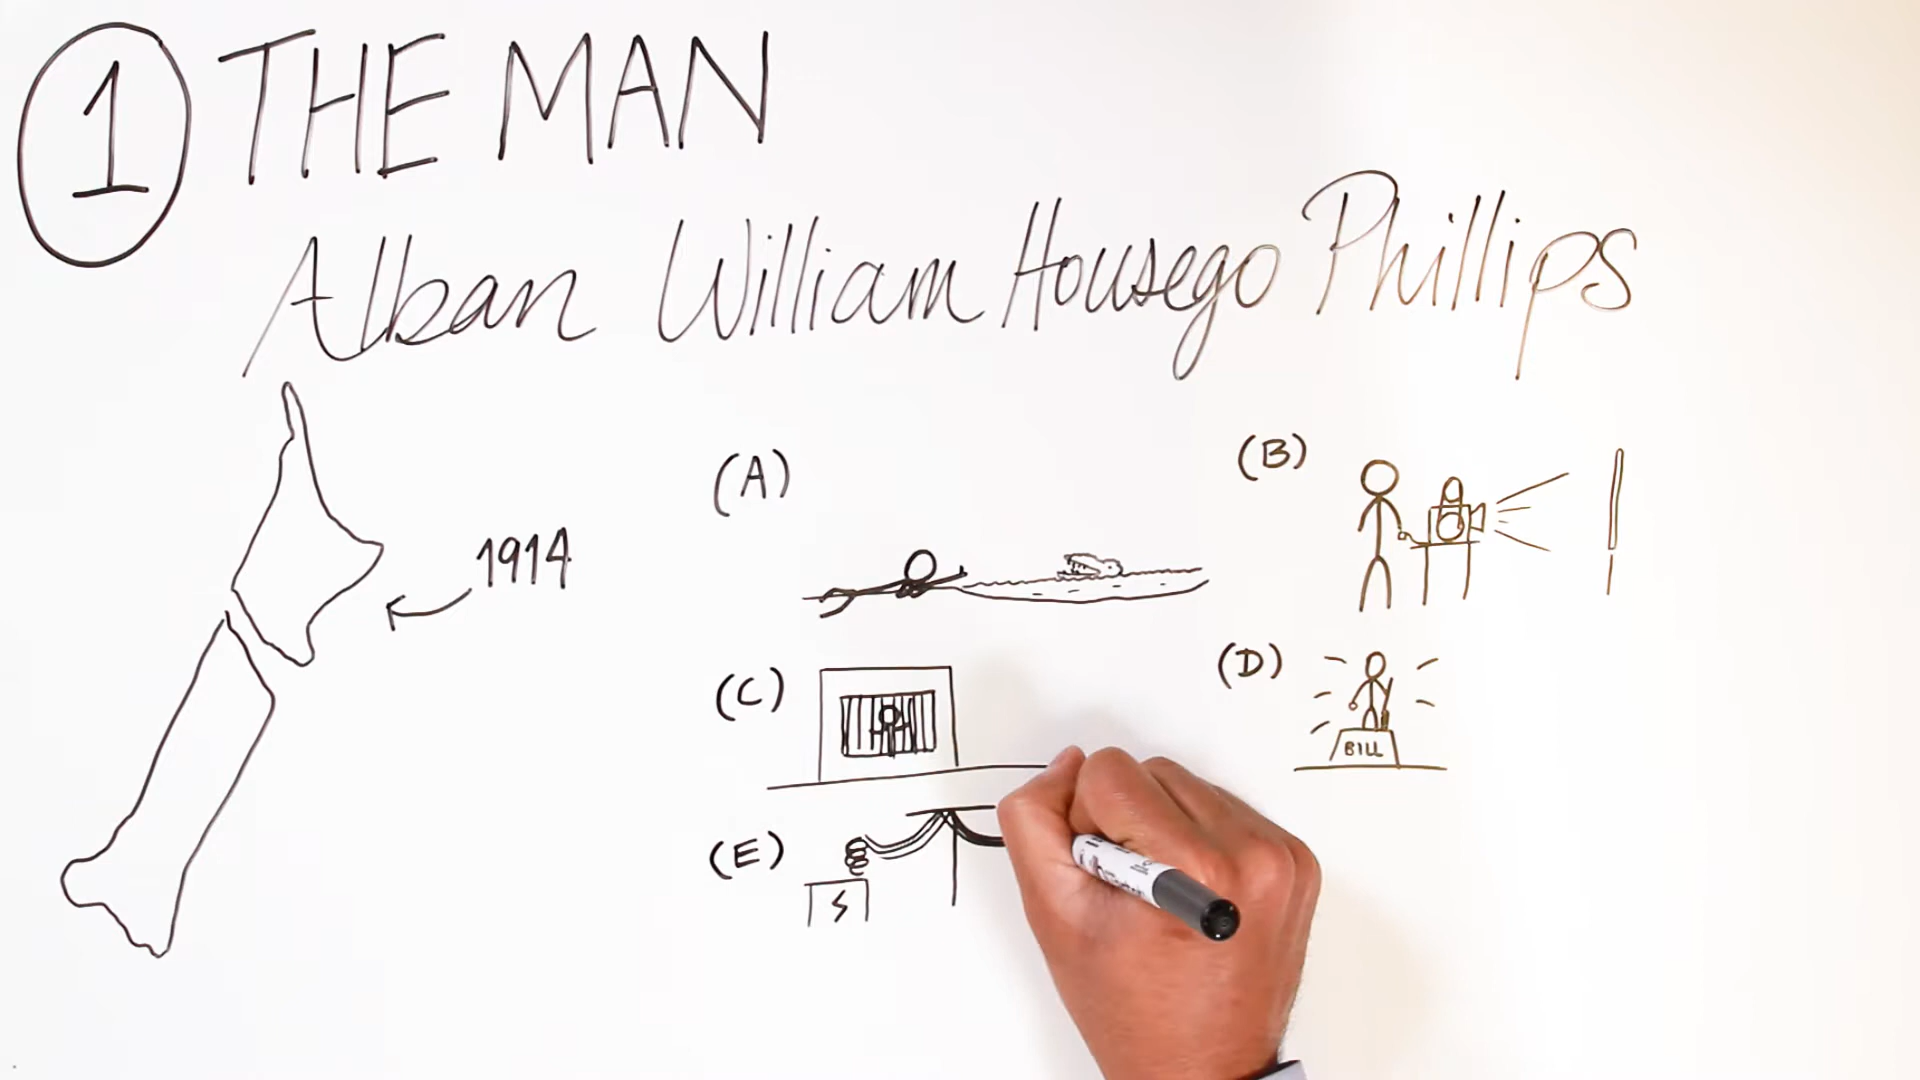 1 THE MAN
Alban William Housego Phillips
1914
(A)
(B)
(C)
(D)
BILL
(E)